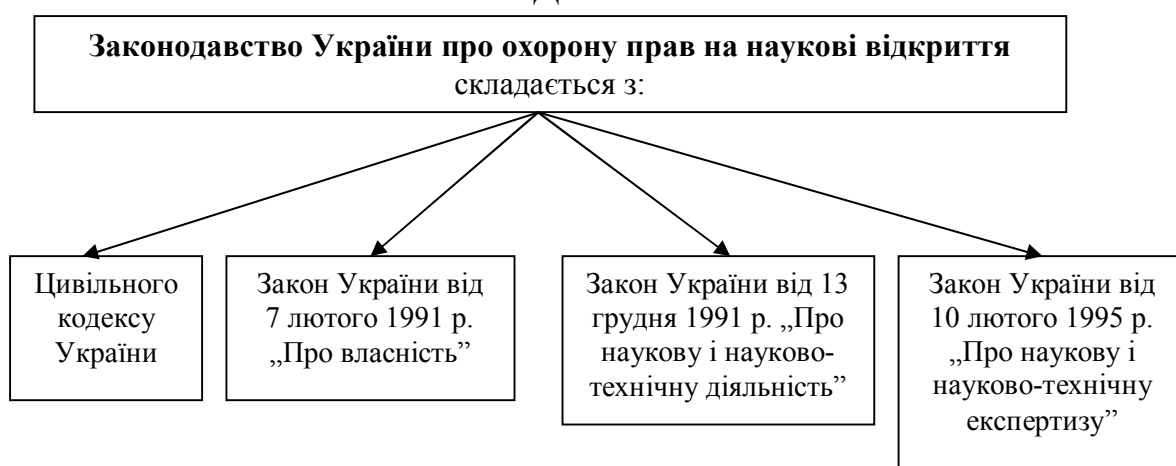 Законодавство України про охорону прав на наукові відкриття
складається з:
Цивільного
кодексу
України
Закон України від
7 лютого 1991 р.
„Про власність”
Закон України від 13
грудня 1991 р. „Про
наукову і науково-
технічну діяльність”
Закон України від
10 лютого 1995 р.
„Про наукову і
науково-технічну
експертизу”